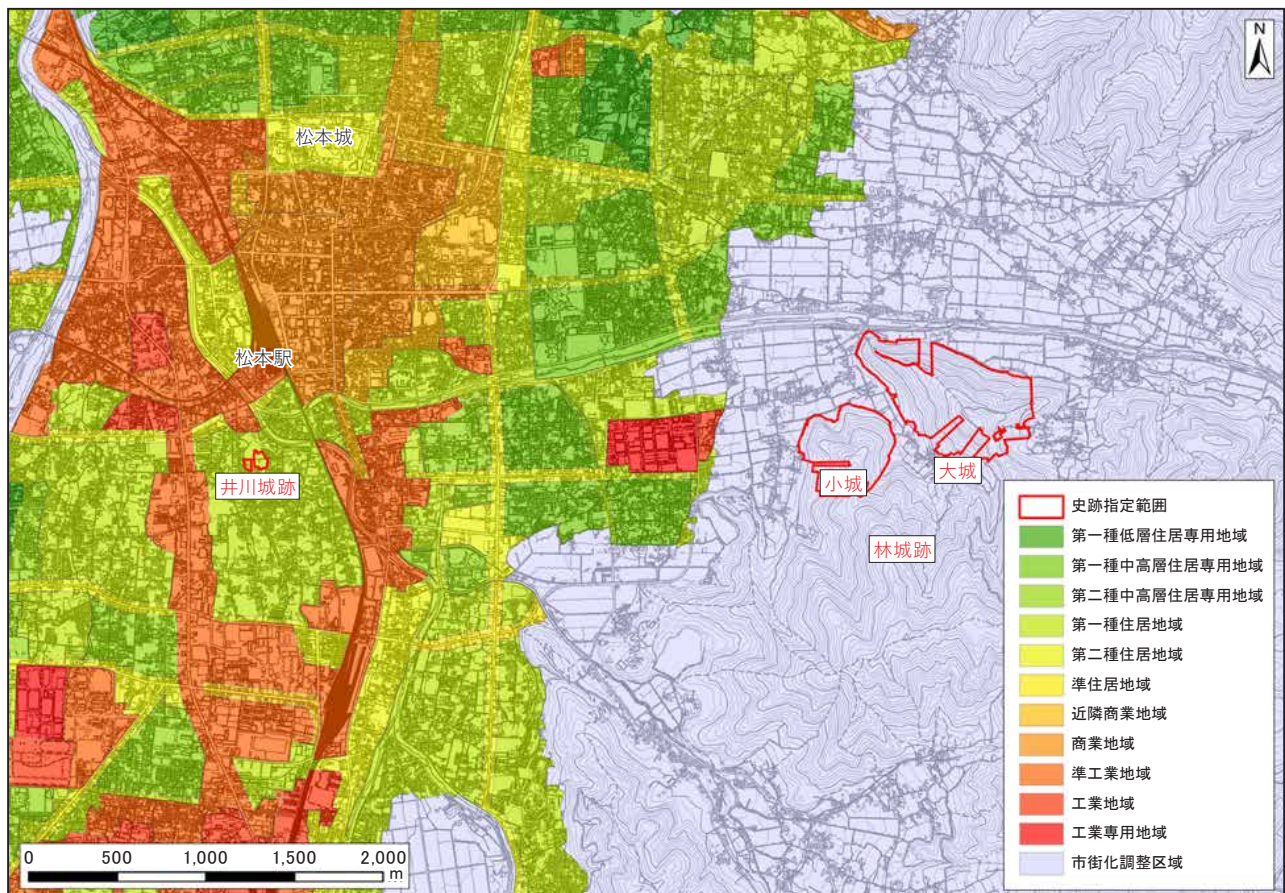 N
松本城
松本駅
井川城跡
小城
大城
林城跡
史跡指定範囲
第一種低層住居専用地域
第一種中高層住居専用地域
第二種中高層住居専用地域
第一種住居地域
第二種住居地域
準住居地域
近隣商業地域
商業地域
準工業地域
工業地域
工業専用地域
市街化調整区域
0 500 1,000 1,500 2,000
m